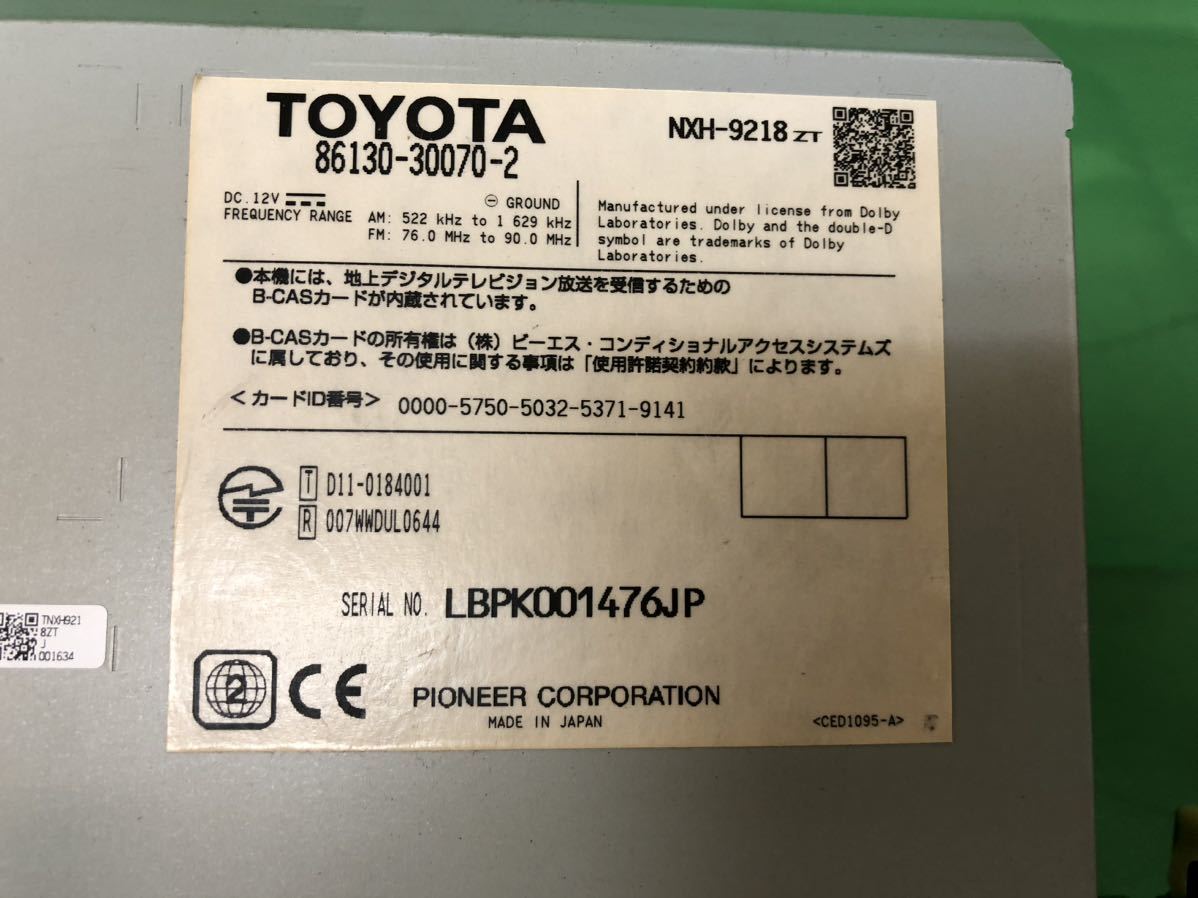 TOYOTA
86130-30070-2
NXH-9218 ZT
DC. 12V
⊖ GROUND
FREQUENCY RANGE AM: 522 kHz to 1 629 kHz
FM: 76.0 MHz to 90.0 MHz
Manufactured under license from Dolby
Laboratories. Dolby and the double-D
symbol are trademarks of Dolby
Laboratories.
●本機には、地上デジタルテレビジョン放送を受信するための
B-CASカードが内蔵されています。
●B-CASカードの所有権は（株）ビーエス・コンディショナルアクセスシステムズ
に属しており、その使用に関する事項は「使用許諾契約約款」によります。
＜カードID番号＞ 0000-5750-5032-5371-9141
T D11-0184001
R 007WWDUL0644
SERIAL NO. LBPK001476JP
2 CE PIONEER CORPORATION
MADE IN JAPAN
<CED1095-A>
TNXH921
8ZT
J
001634